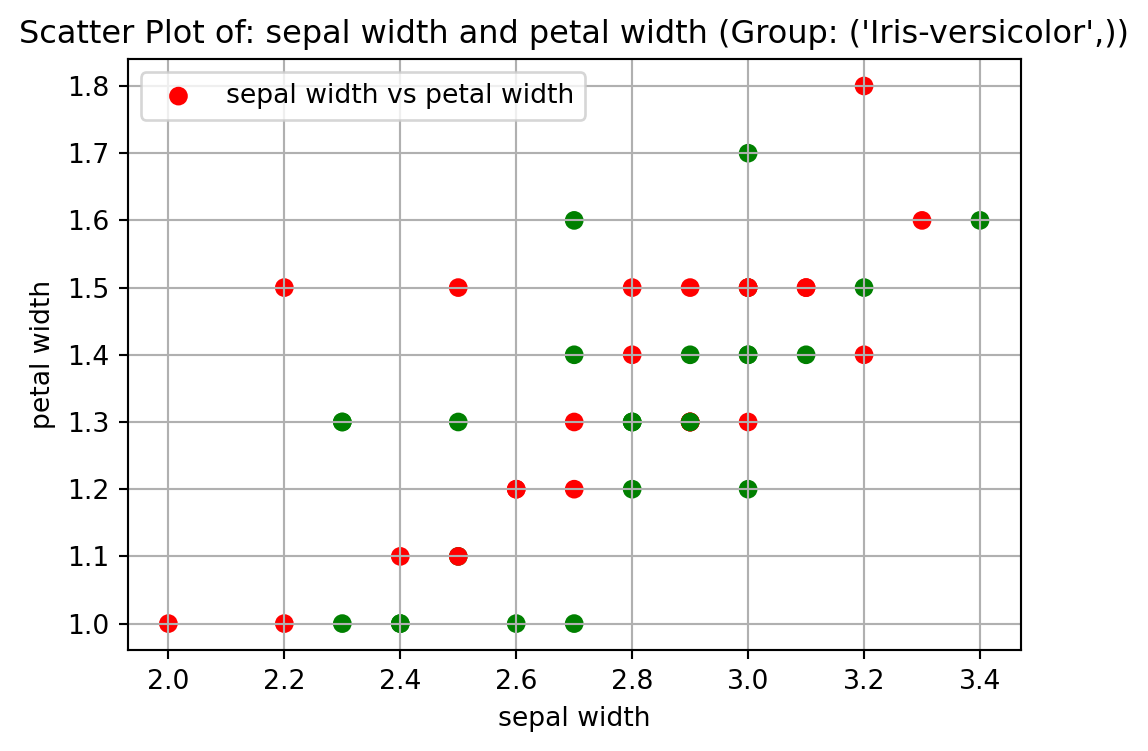 Scatter Plot of: sepal width and petal width (Group: ('Iris-versicolor',))
sepal width vs petal width
1.8
1.7
1.6
1.5
1.4
1.3
1.2
1.1
1.0
petal width
2.0 2.2 2.4 2.6 2.8 3.0 3.2 3.4
sepal width